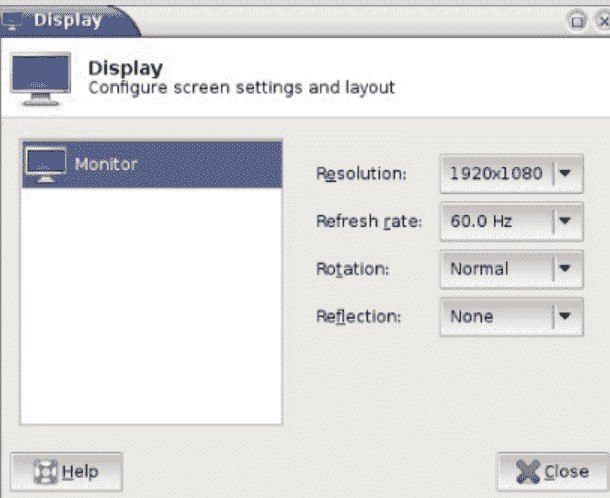 Display
Display
Configure screen settings and layout
Monitor
Resolution: 1920x1080
Refresh rate: 60.0 Hz
Rotation: Normal
Reflection: None
Help
Close